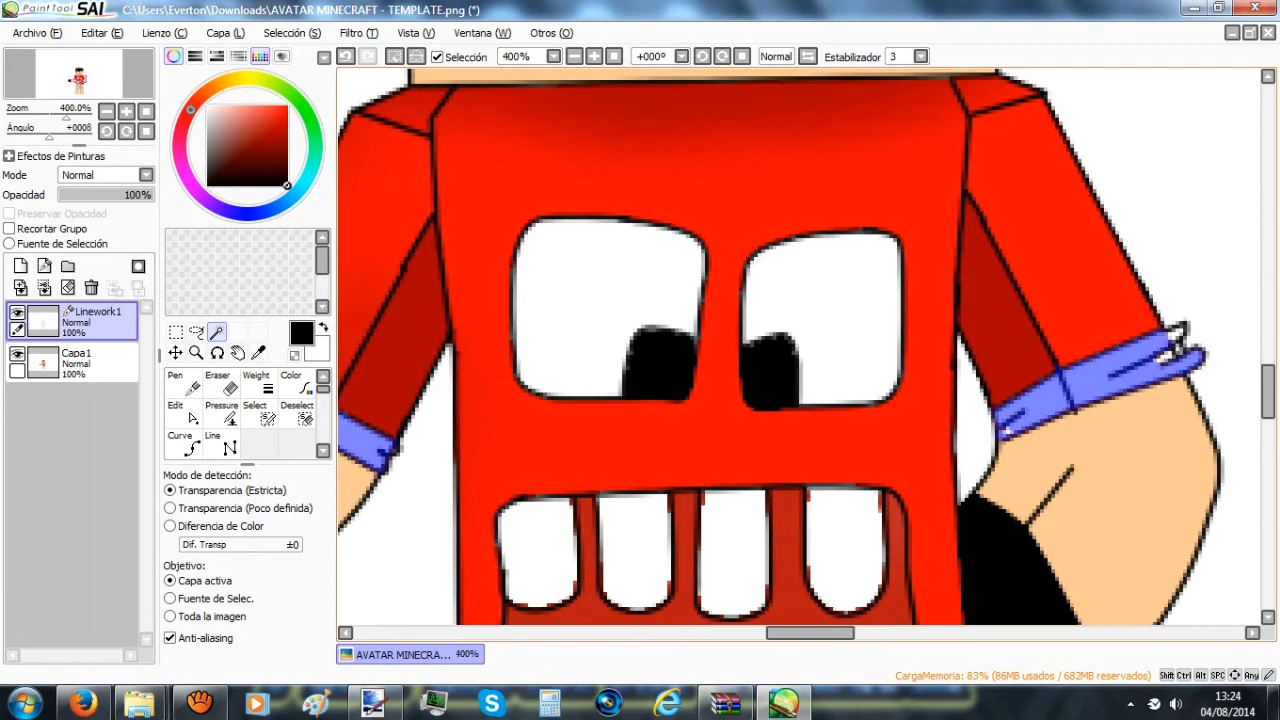 PaintTool SAI C:\Users\Everton\Downloads\AVATAR MINECRAFT - TEMPLATE.png (*)
Archivo (F) Editar (E) Lienzo (C) Capa (L) Selección (S) Filtro (T) Vista (V) Ventana (W) Otros (O)
Selección 400% +000º Normal Estabilizador 3
Zoom 400.0%
Ángulo +000º
Efectos de Pinturas
Mode Normal
Opacidad 100%
Preservar Opacidad
Recortar Grupo
Fuente de Selección
Linework1
Normal
100%
Capa1
Normal
100%
Pen Eraser Weight Color
Edit Pressure Select Deselect
Curve Line
Modo de detección:
Transparencia (Estricta)
Transparencia (Poco definida)
Diferencia de Color
Dif. Transp ±0
Objetivo:
Capa activa
Fuente de Selec.
Toda la imagen
Anti-aliasing
AVATAR MINECRA... 400%
CargaMemoria: 83% (86MB usados / 682MB reservados) Shift Ctrl Alt SPC Any
13:24
04/08/2014